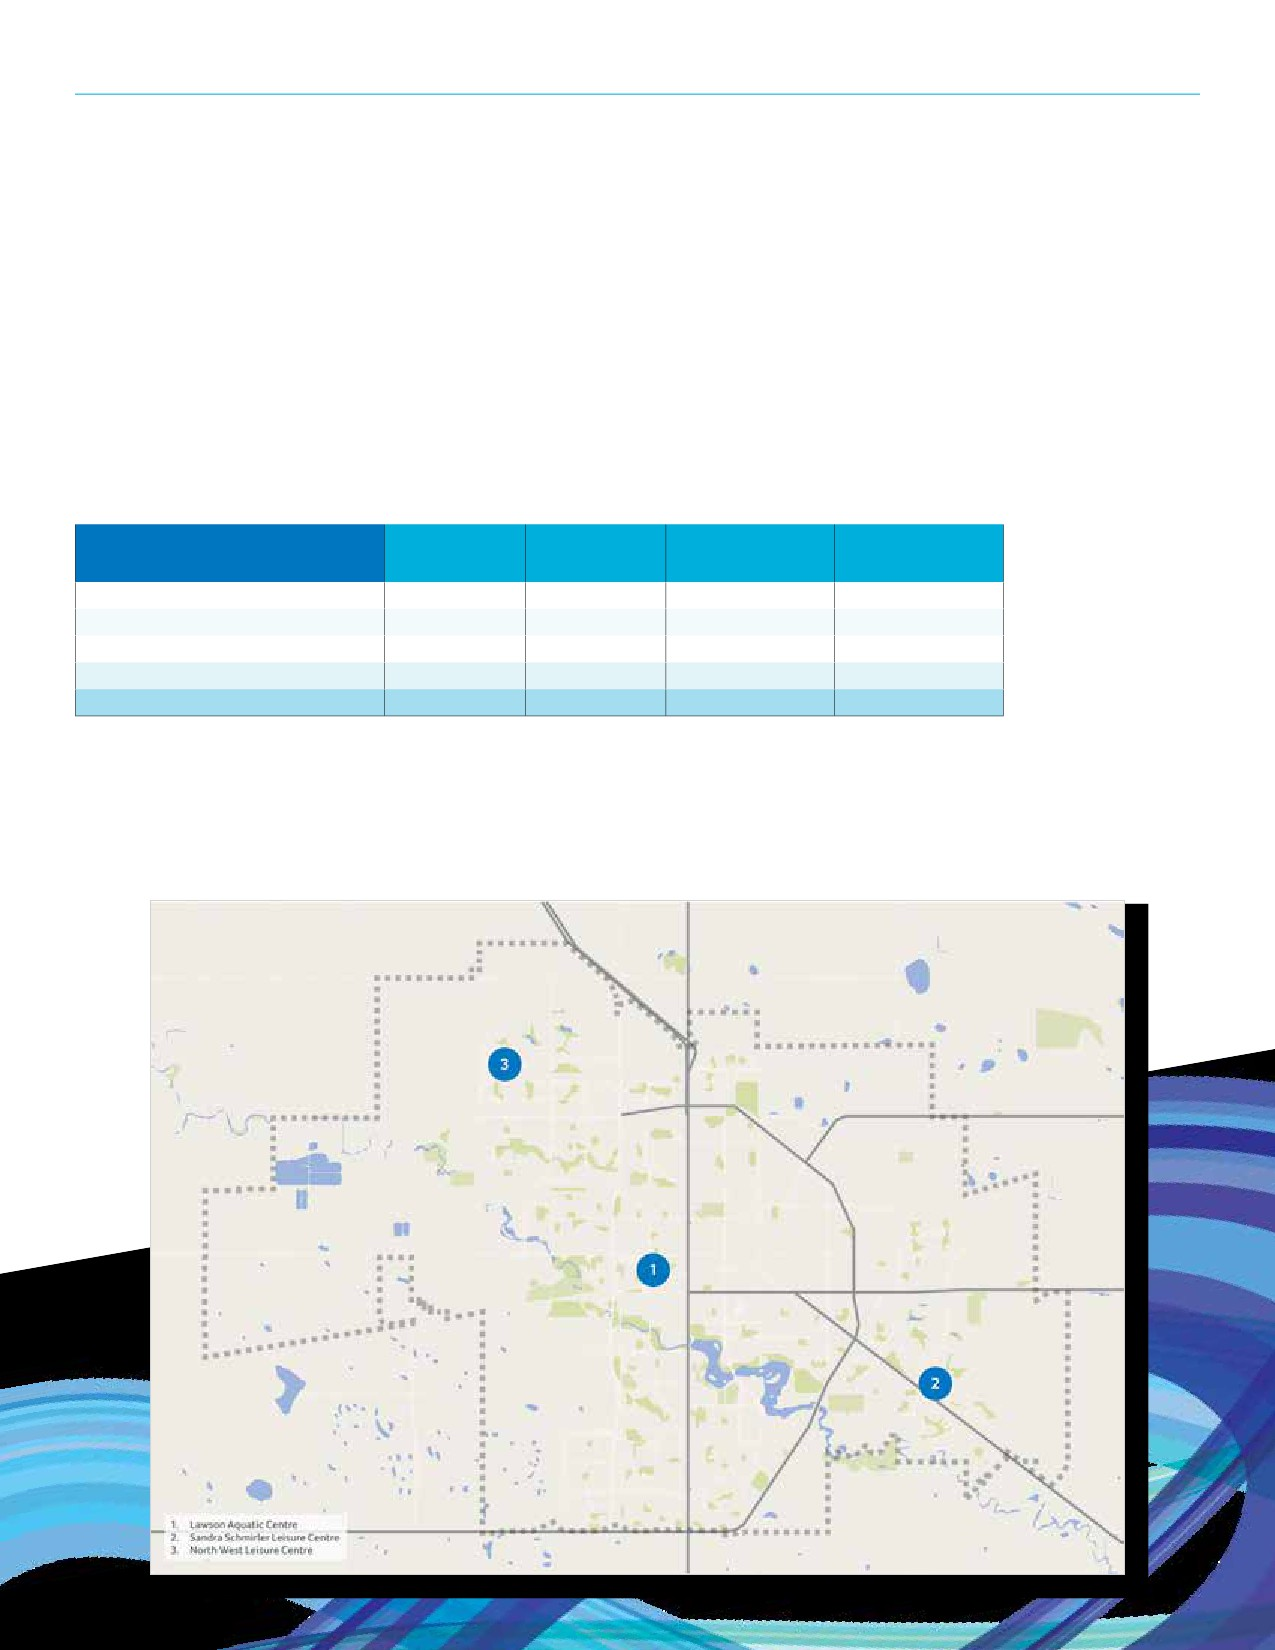 3
1
2
1. Lawson Aquatic Centre
2. Sandra Schmirler Leisure Centre
3. North West Leisure Centre